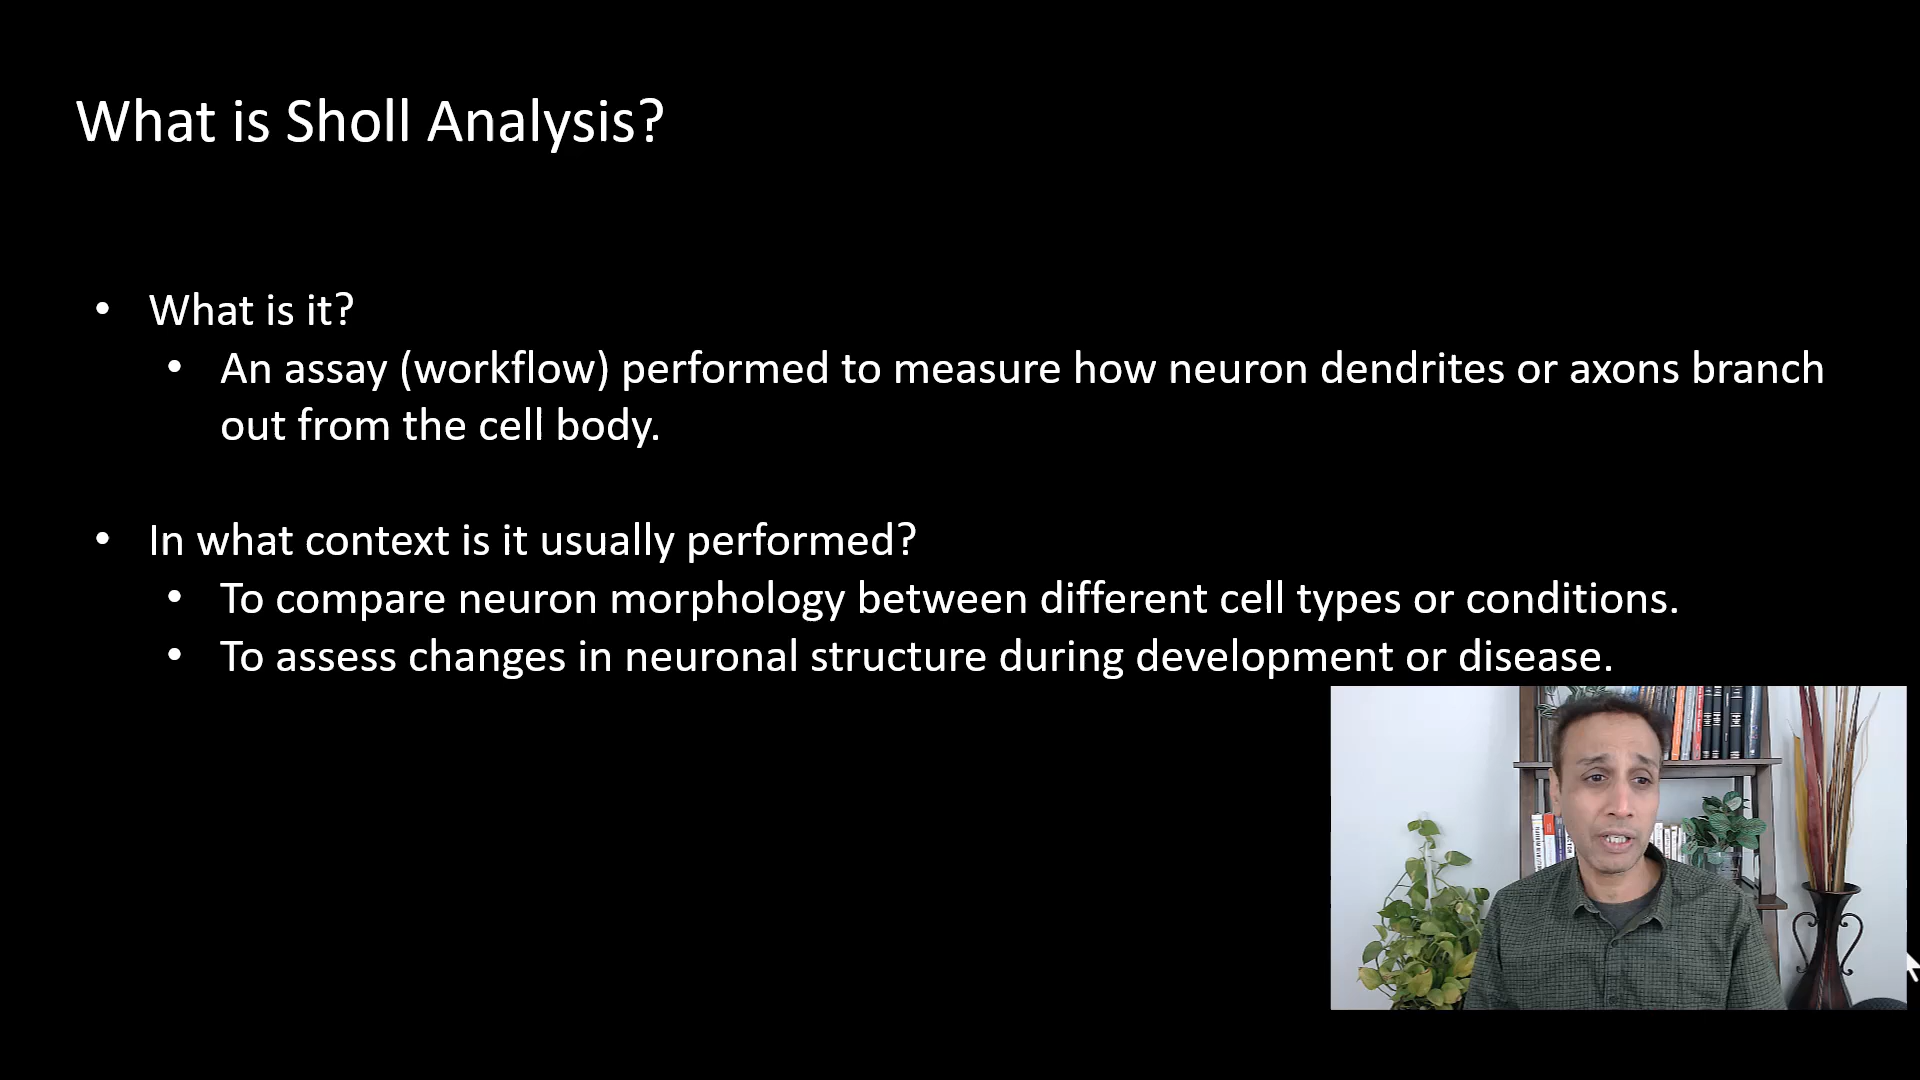 What is Sholl Analysis?
• What is it?
• An assay (workflow) performed to measure how neuron dendrites or axons branch
out from the cell body.
• In what context is it usually performed?
• To compare neuron morphology between different cell types or conditions.
• To assess changes in neuronal structure during development or disease.